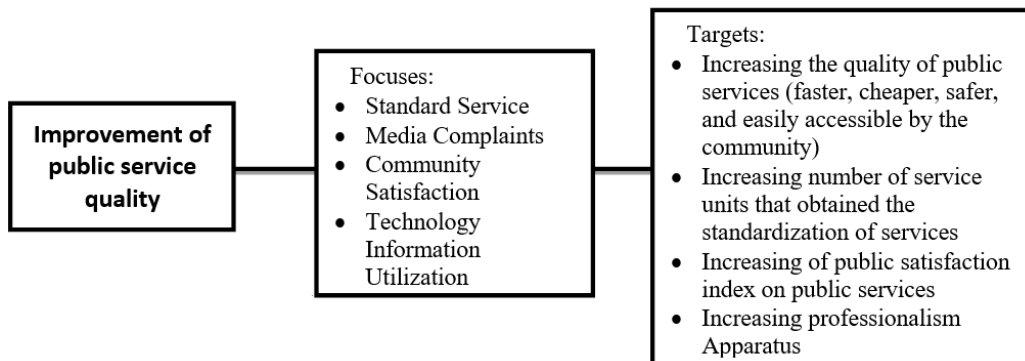 Improvement of
public service
quality
Focuses:
• Standard Service
• Media Complaints
• Community
Satisfaction
• Technology
Information
Utilization
Targets:
• Increasing the quality of public
services (faster, cheaper, safer,
and easily accessible by the
community)
• Increasing number of service
units that obtained the
standardization of services
• Increasing of public satisfaction
index on public services
• Increasing professionalism
Apparatus